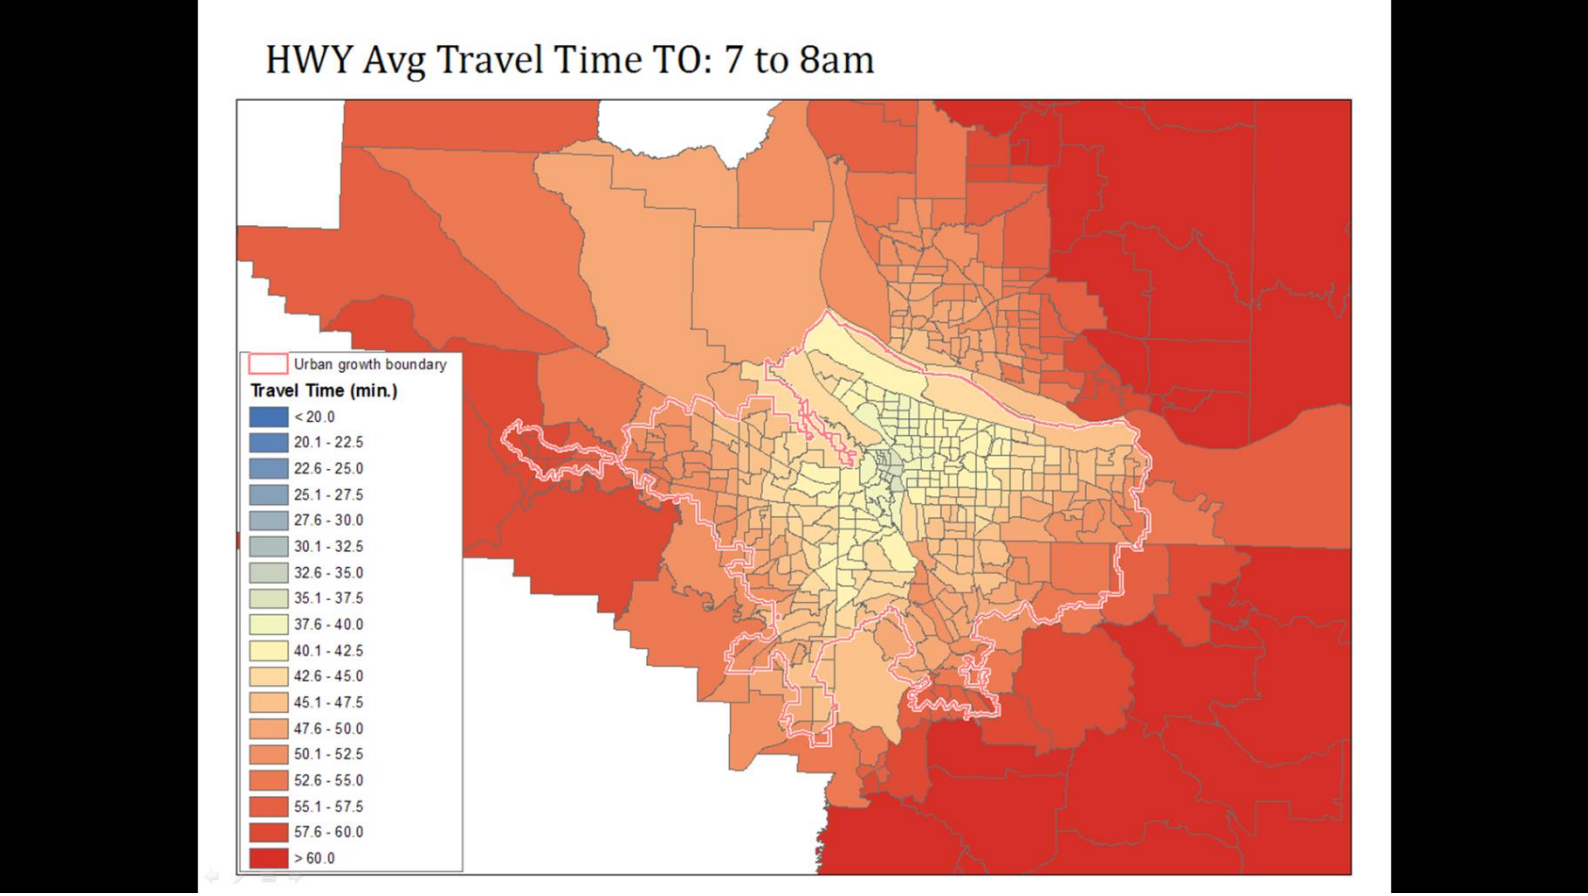 HWY Avg Travel Time TO: 7 to 8am
Urban growth boundary
Travel Time (min.)
< 20.0
20.1 - 22.5
22.6 - 25.0
25.1 - 27.5
27.6 - 30.0
30.1 - 32.5
32.6 - 35.0
35.1 - 37.5
37.6 - 40.0
40.1 - 42.5
42.6 - 45.0
45.1 - 47.5
47.6 - 50.0
50.1 - 52.5
52.6 - 55.0
55.1 - 57.5
57.6 - 60.0
> 60.0